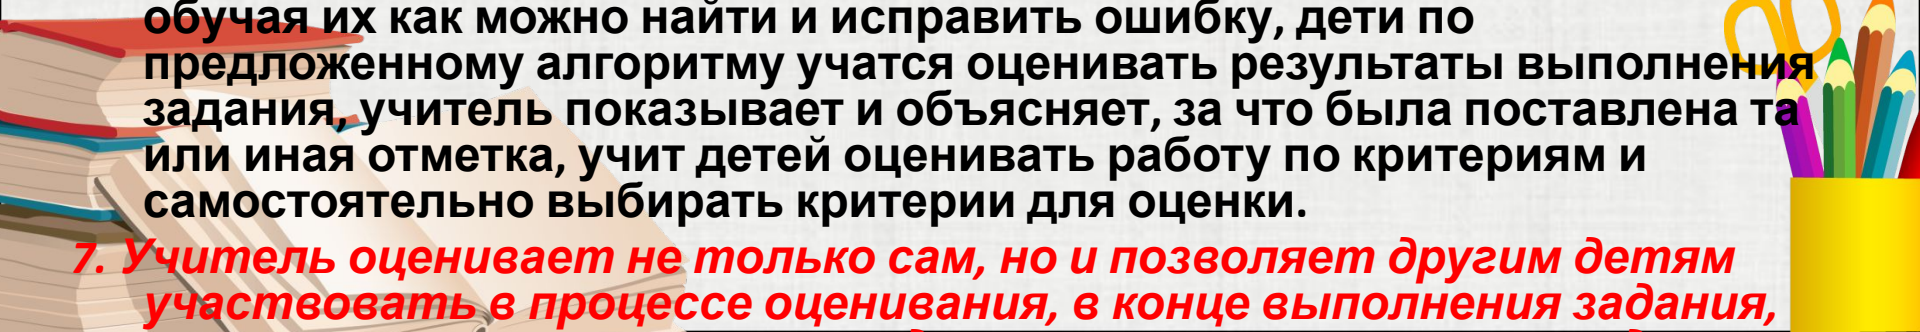 обучая их как можно найти и исправить ошибку, дети по
предложенному алгоритму учатся оценивать результаты выполнения
задания, учитель показывает и объясняет, за что была поставлена та
или иная отметка, учит детей оценивать работу по критериям и
самостоятельно выбирать критерии для оценки.
7. Учитель оценивает не только сам, но и позволяет другим детям
участвовать в процессе оценивания, в конце выполнения задания,